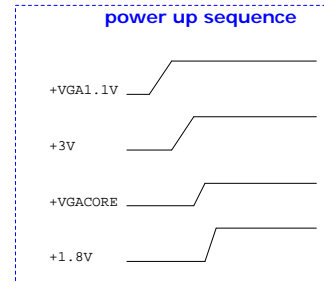 power up sequence
+VGA1.1V
+3V
+VGACORE
+1.8V